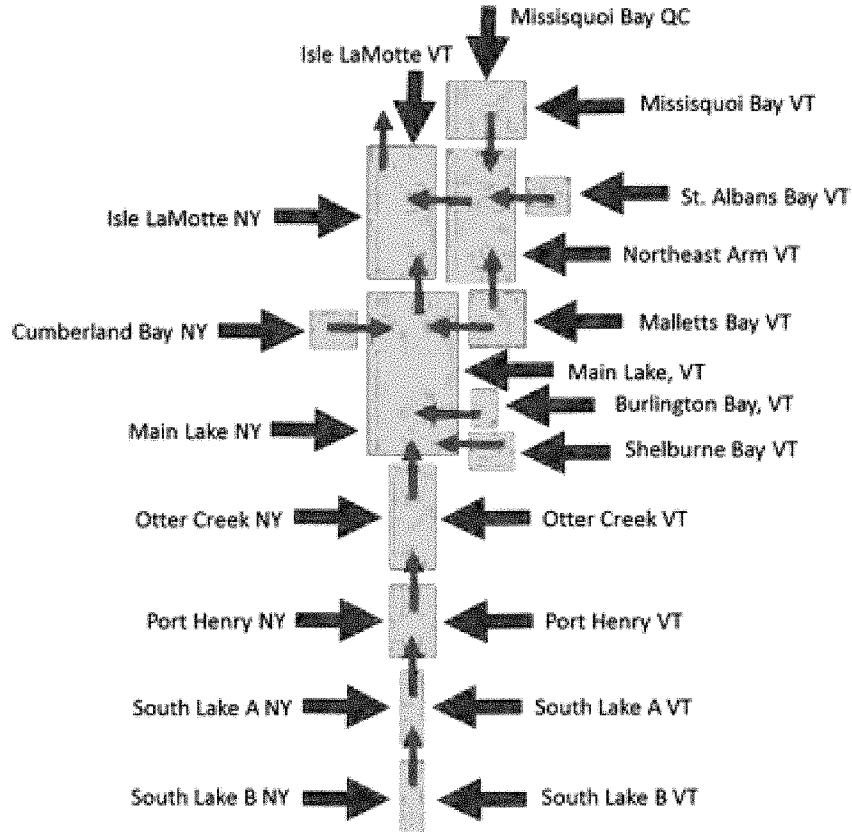 Missisquoi Bay QC
Isle LaMotte VT
Missisquoi Bay VT
St. Albans Bay VT
Isle LaMotte NY
Northeast Arm VT
Malletts Bay VT
Cumberland Bay NY
Main Lake, VT
Burlington Bay, VT
Main Lake NY
Shelburne Bay VT
Otter Creek NY
Otter Creek VT
Port Henry NY
Port Henry VT
South Lake A NY
South Lake A VT
South Lake B NY
South Lake B VT